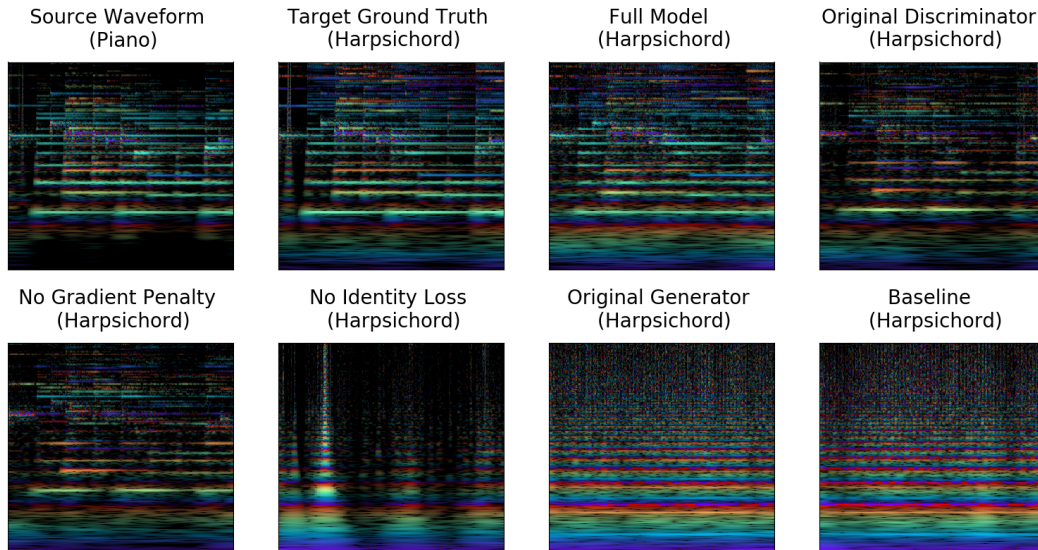 Source Waveform
(Piano)
Target Ground Truth
(Harpsichord)
Full Model
(Harpsichord)
Original Discriminator
(Harpsichord)
No Gradient Penalty
(Harpsichord)
No Identity Loss
(Harpsichord)
Original Generator
(Harpsichord)
Baseline
(Harpsichord)